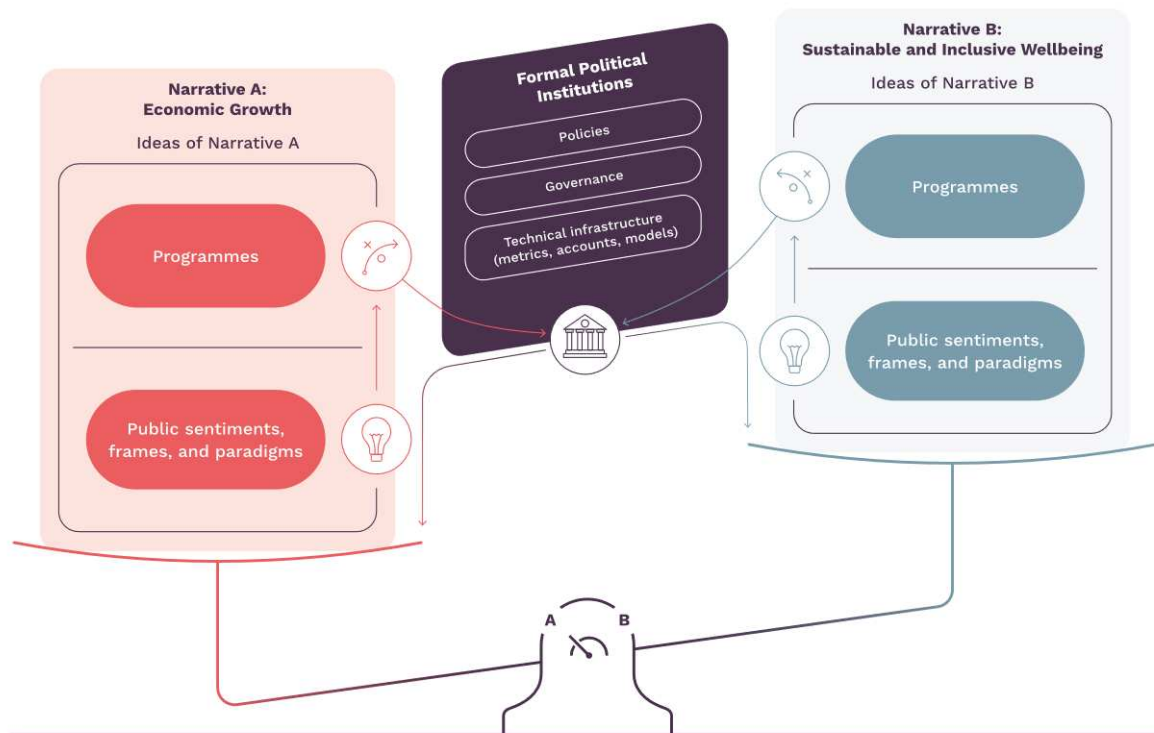 Narrative A:
Economic Growth
Ideas of Narrative A
Programmes
Public sentiments,
frames, and paradigms
Formal Political
Institutions
Policies
Governance
Technical infrastructure
(metrics, accounts, models)
Narrative B:
Sustainable and Inclusive Wellbeing
Ideas of Narrative B
Programmes
Public sentiments,
frames, and paradigms
A
B